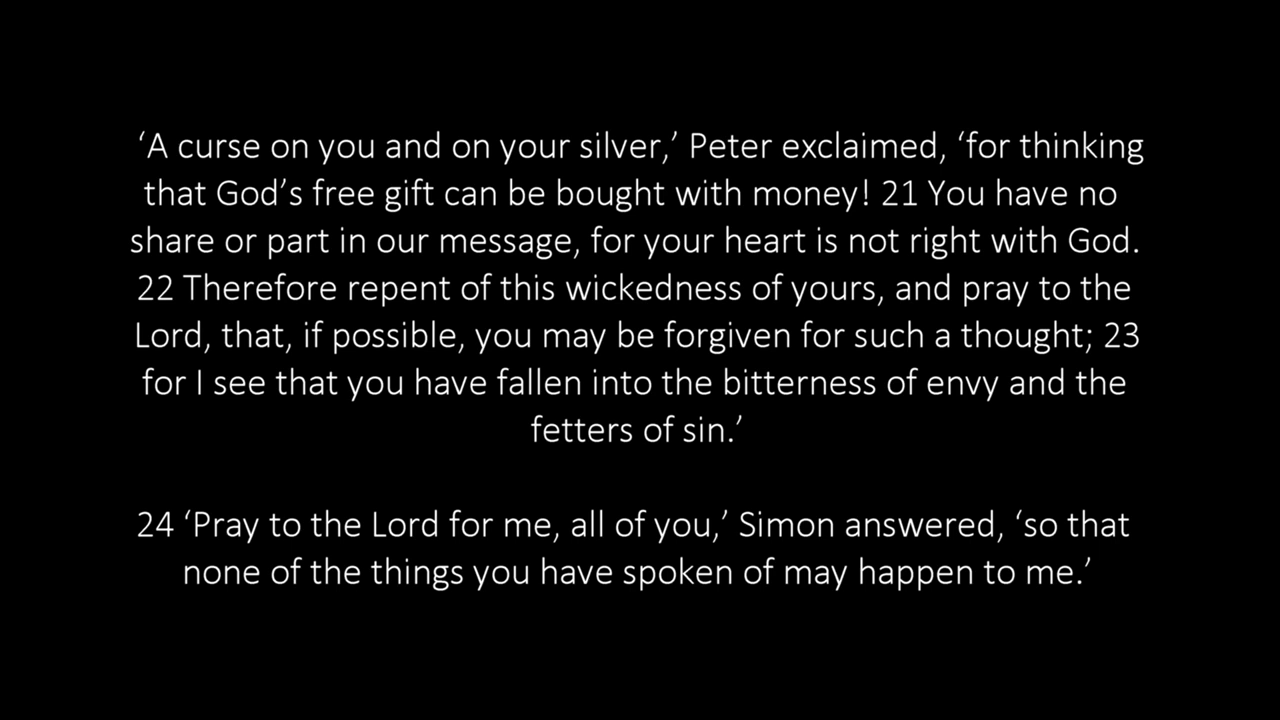 ‘A curse on you and on your silver,’ Peter exclaimed, ‘for thinking
that God’s free gift can be bought with money! 21 You have no
share or part in our message, for your heart is not right with God.
22 Therefore repent of this wickedness of yours, and pray to the
Lord, that, if possible, you may be forgiven for such a thought; 23
for I see that you have fallen into the bitterness of envy and the
fetters of sin.’
24 ‘Pray to the Lord for me, all of you,’ Simon answered, ‘so that
none of the things you have spoken of may happen to me.’